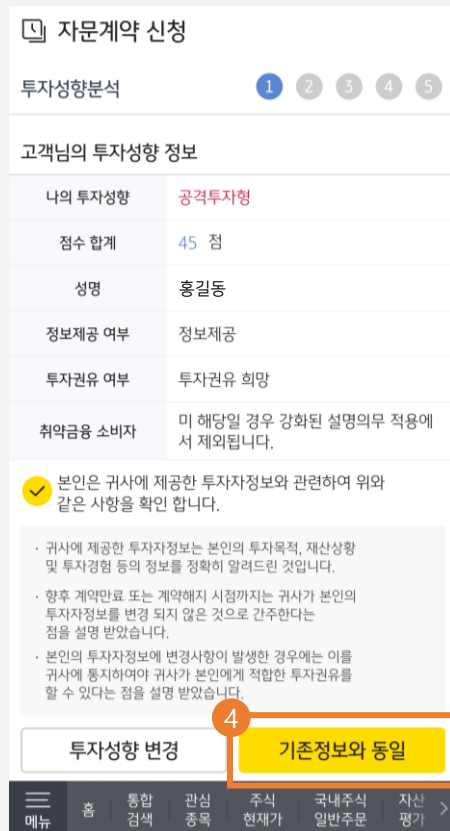 자문계약 신청
투자성향분석 1 2 3 4 5
고객님의 투자성향 정보
나의 투자성향 공격투자형
점수 합계 45 점
성명 홍길동
정보제공 여부 정보제공
투자권유 여부 투자권유 희망
취약금융 소비자 미 해당일 경우 강화된 설명의무 적용에
서 제외됩니다.
본인은 귀사에 제공한 투자자정보와 관련하여 위와
같은 사항을 확인 합니다.
· 귀사에 제공한 투자자정보는 본인의 투자목적, 재산상황
및 투자경험 등의 정보를 정확히 알려드린 것입니다.
· 향후 계약만료 또는 계약해지 시점까지는 귀사가 본인의
투자자정보를 변경 되지 않은 것으로 간주한다는
점을 설명 받았습니다.
· 본인의 투자자정보에 변경사항이 발생한 경우에는 이를
귀사에 통지하여야 귀사가 본인에게 적합한 투자권유를
할 수 있다는 점을 설명 받았습니다.
4
투자성향 변경 기존정보와 동일
메뉴 홈 통합 관심 주식 국내주식 자산
검색 종목 현재가 일반주문 평가